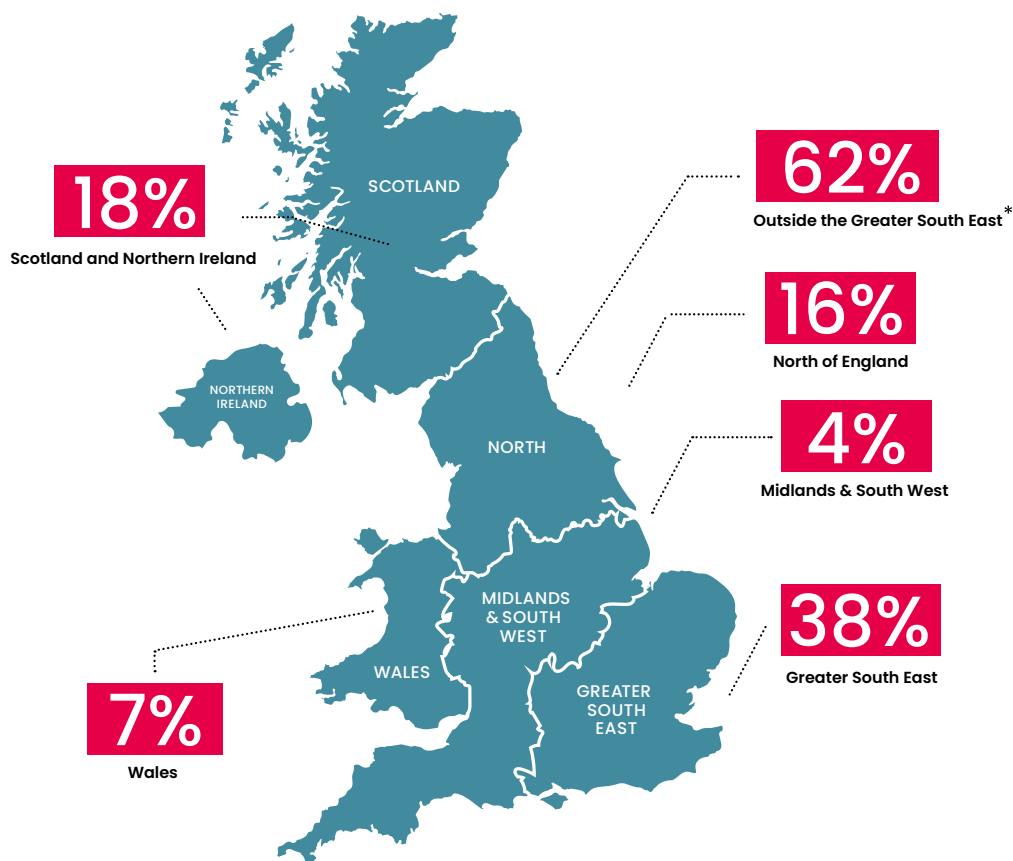 18%
Scotland and Northern Ireland
SCOTLAND
62%
Outside the Greater South East*
16%
North of England
NORTHERN
IRELAND
NORTH
4%
Midlands & South West
MIDLANDS
& SOUTH
WEST
38%
Greater South East
WALES
GREATER
SOUTH
EAST
7%
Wales